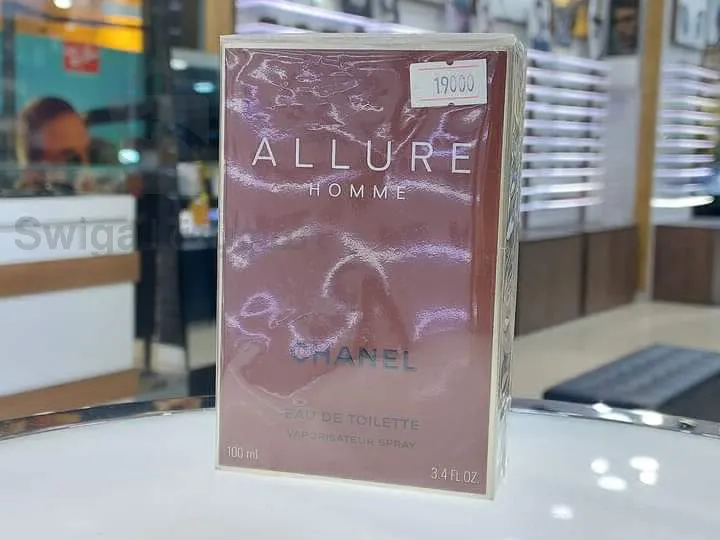 19000
ALLURE
HOMME
CHANEL
EAU DE TOILETTE
VAPORISATEUR SPRAY
100 ml
3.4 FL.OZ.